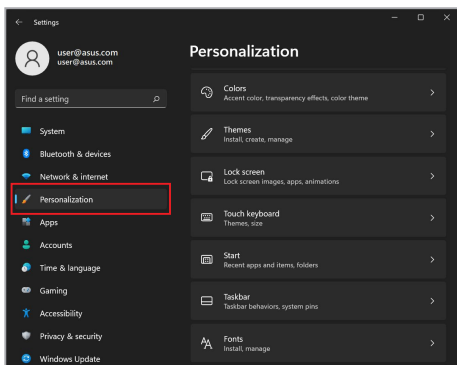 Settings
user@asus.com
user@asus.com
Find a setting
System
Bluetooth & devices
Network & internet
Personalization
Apps
Accounts
Time & language
Gaming
Accessibility
Privacy & security
Windows Update
Personalization
Colors
Accent color, transparency effects, color theme
Themes
Install, create, manage
Lock screen
Lock screen images, apps, animations
Touch keyboard
Themes, size
Start
Recent apps and items, folders
Taskbar
Taskbar behaviors, system pins
Fonts
Install, manage